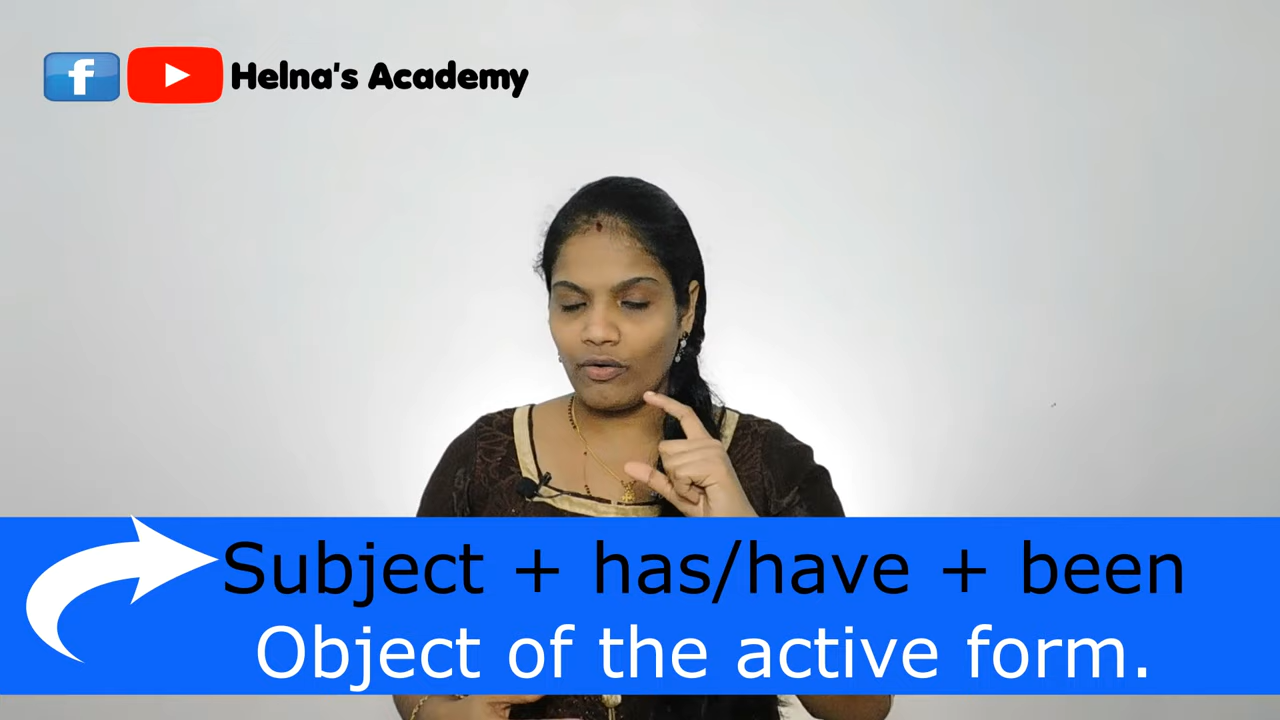 f Helna's Academy
Subject + has/have + been
Object of the active form.